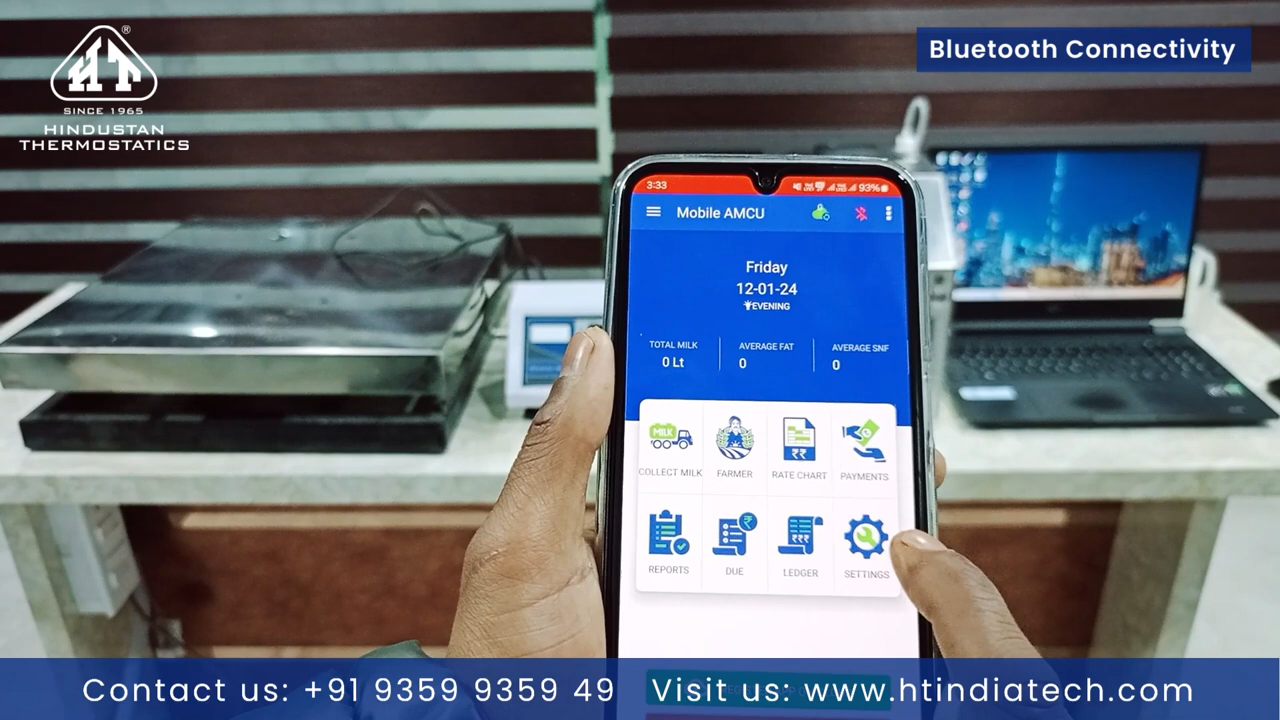 HT
®
SINCE 1965
HINDUSTAN
THERMOSTATICS
Bluetooth Connectivity
3:33
93%
Mobile AMCU
Friday
12-01-24
EVENING
TOTAL MILK
0 Lt
AVERAGE FAT
0
AVERAGE SNF
0
MILK
COLLECT MILK
FARMER
₹₹
RATE CHART
PAYMENTS
REPORTS
₹
DUE
₹₹₹
LEDGER
SETTINGS
Contact us: +91 9359 9359 49 Visit us: www.htindiatech.com